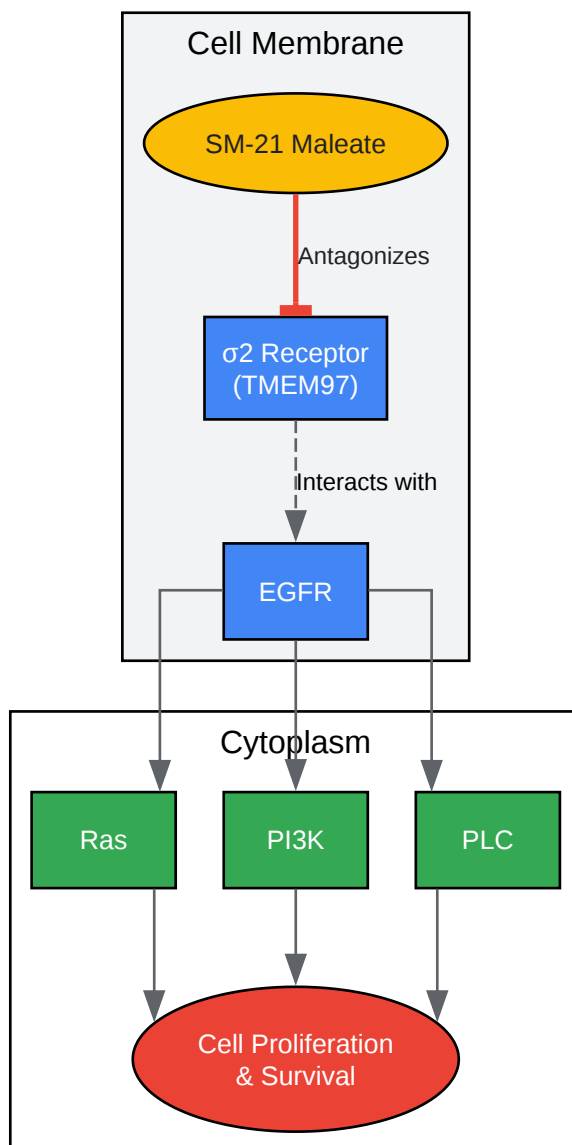 Cell Membrane
SM-21 Maleate
Antagonizes
σ2 Receptor
(TMEM97)
Interacts with
EGFR
Cytoplasm
Ras
PI3K
PLC
Cell Proliferation
& Survival